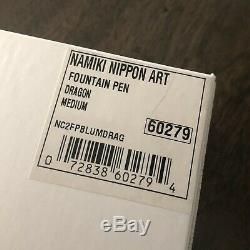 NAMIKI NIPPON ART
FOUNTAIN PEN
DRAGON
MEDIUM
NC2FPBLUMDRAG
60279
0 72838 60279 4